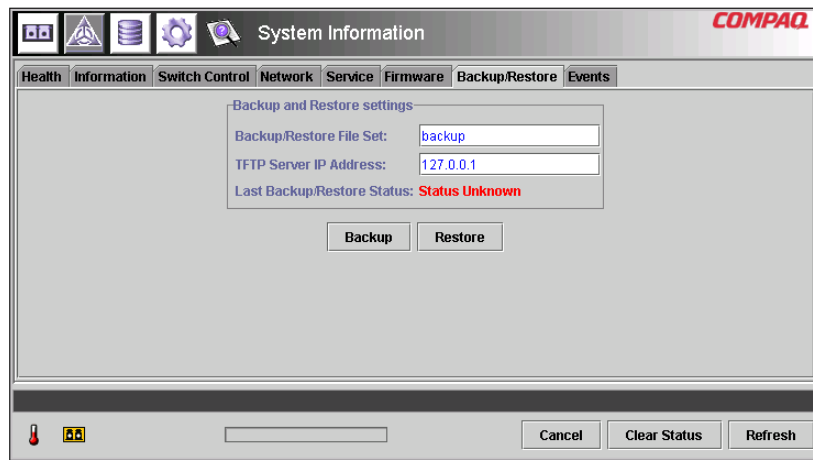 System Information
COMPAQ
Health Information Switch Control Network Service Firmware Backup/Restore Events
Backup and Restore settings
Backup/Restore File Set: backup
TFTP Server IP Address: 127.0.0.1
Last Backup/Restore Status: Status Unknown
Backup Restore
Cancel Clear Status Refresh